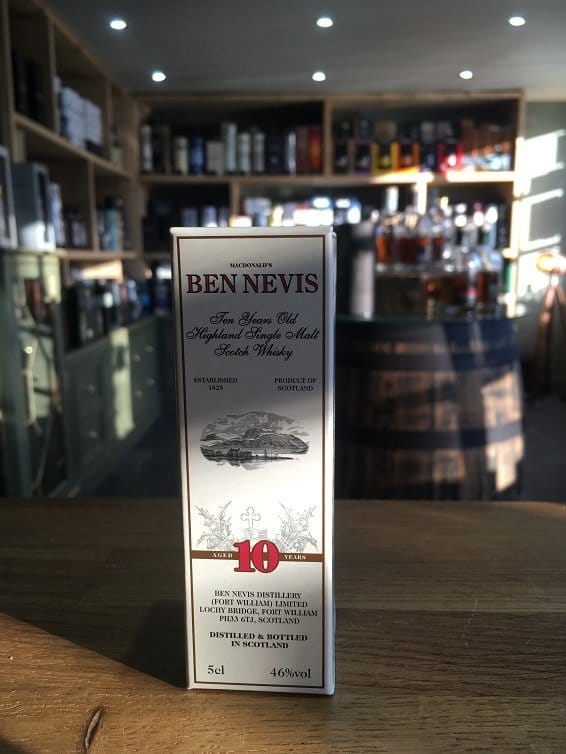 MACDONALD'S
BEN NEVIS
Ten Years Old
Highland Single Malt
Scotch Whisky
ESTABLISHED
1825
PRODUCT OF
SCOTLAND
AGED 10 YEARS
BEN NEVIS DISTILLERY
(FORT WILLIAM) LIMITED
LOCHY BRIDGE, FORT WILLIAM
PH33 6TJ, SCOTLAND
DISTILLED & BOTTLED
IN SCOTLAND
5cl 46%vol